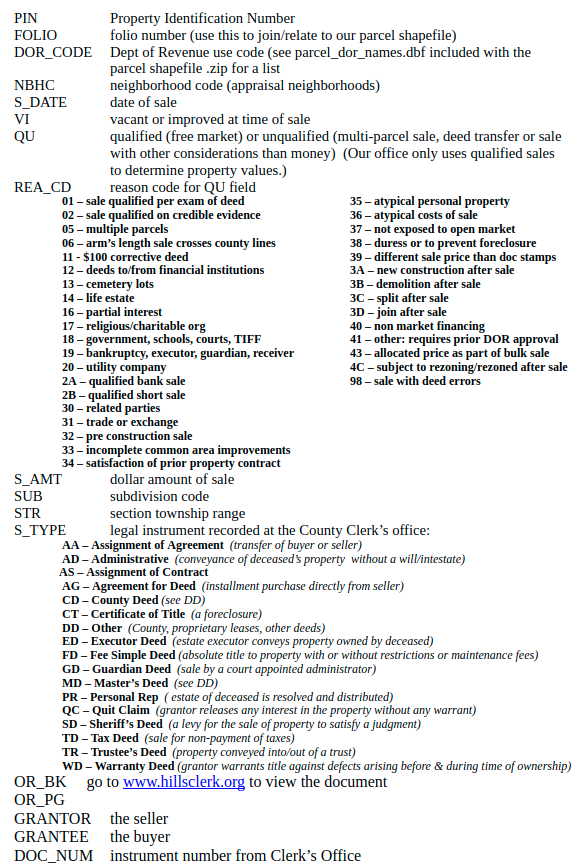 PIN Property Identification Number
FOLIO folio number (use this to join/relate to our parcel shapefile)
DOR_CODE Dept of Revenue use code (see parcel_dor_names.dbf included with the
parcel shapefile .zip for a list
NBHC neighborhood code (appraisal neighborhoods)
S_DATE date of sale
VI vacant or improved at time of sale
QU qualified (free market) or unqualified (multi-parcel sale, deed transfer or sale
with other considerations than money) (Our office only uses qualified sales
to determine property values.)
REA_CD reason code for QU field
01 – sale qualified per exam of deed
02 – sale qualified on credible evidence
05 – multiple parcels
06 – arm's length sale crosses county lines
11 - $100 corrective deed
12 – deeds to/from financial institutions
13 – cemetery lots
14 – life estate
16 – partial interest
17 – religious/charitable org
18 – government, schools, courts, TIFF
19 – bankruptcy, executor, guardian, receiver
20 – utility company
2A – qualified bank sale
2B – qualified short sale
30 – related parties
31 – trade or exchange
32 – pre construction sale
33 – incomplete common area improvements
34 – satisfaction of prior property contract
35 – atypical personal property
36 – atypical costs of sale
37 – not exposed to open market
38 – duress or to prevent foreclosure
39 – different sale price than doc stamps
3A – new construction after sale
3B – demolition after sale
3C – split after sale
3D – join after sale
40 – non market financing
41 – other: requires prior DOR approval
43 – allocated price as part of bulk sale
4C – subject to rezoning/rezoned after sale
98 – sale with deed errors
S_AMT dollar amount of sale
SUB subdivision code
STR section township range
S_TYPE legal instrument recorded at the County Clerk's office:
AA – Assignment of Agreement (transfer of buyer or seller)
AD – Administrative (conveyance of deceased's property without a will/intestate)
AS – Assignment of Contract
AG – Agreement for Deed (installment purchase directly from seller)
CD – County Deed (see DD)
CT – Certificate of Title (a foreclosure)
DD – Other (County, proprietary leases, other deeds)
ED – Executor Deed (estate executor conveys property owned by deceased)
FD – Fee Simple Deed (absolute title to property with or without restrictions or maintenance fees)
GD – Guardian Deed (sale by a court appointed administrator)
MD – Master's Deed (see DD)
PR – Personal Rep ( estate of deceased is resolved and distributed)
QC – Quit Claim (grantor releases any interest in the property without any warrant)
SD – Sheriff's Deed (a levy for the sale of property to satisfy a judgment)
TD – Tax Deed (sale for non-payment of taxes)
TR – Trustee's Deed (property conveyed into/out of a trust)
WD – Warranty Deed (grantor warrants title against defects arising before & during time of ownership)
OR_BK go to www.hillsclerk.org to view the document
OR_PG
GRANTOR the seller
GRANTEE the buyer
DOC_NUM instrument number from Clerk's Office